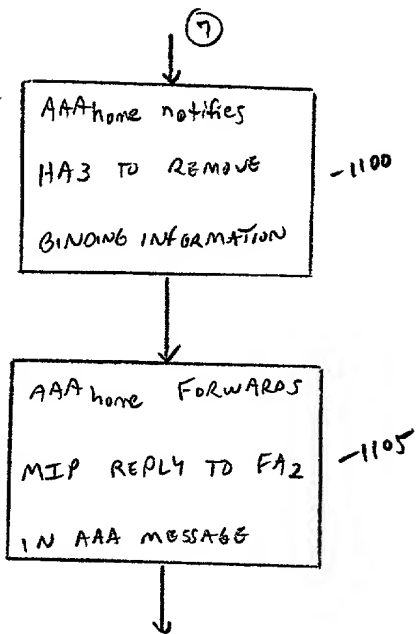 7
AAAhome notifies
HA3 TO REMOVE
BINDING INFORMATION
-1100
AAAhome FORWARDS
MIP REPLY TO FA2
IN AAA MESSAGE
-1105